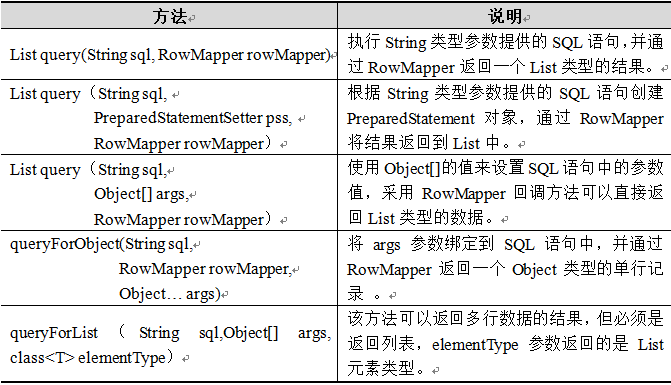 方法
说明
List query(String sql, RowMapper rowMapper)
执行 String 类型参数提供的 SQL 语句,并通
过 RowMapper 返回一个 List 类型的结果。
List query（String sql,
PreparedStatementSetter pss,
RowMapper rowMapper）
根据 String 类型参数提供的 SQL 语句创建
PreparedStatement 对象，通过 RowMapper
将结果返回到 List 中。
List query（String sql,
Object[] args,
RowMapper rowMapper）
使用 Object[]的值来设置 SQL 语句中的参数
值，采用 RowMapper 回调方法可以直接返
回 List 类型的数据。
queryForObject(String sql,
RowMapper rowMapper,
Object… args)
将 args 参数绑定到 SQL 语句中，并通过
RowMapper 返回一个 Object 类型的单行记
录 。
queryForList （ String sql,Object[] args,
class<T> elementType）
该方法可以返回多行数据的结果，但必须是
返回列表，elementType 参数返回的是 List
元素类型。